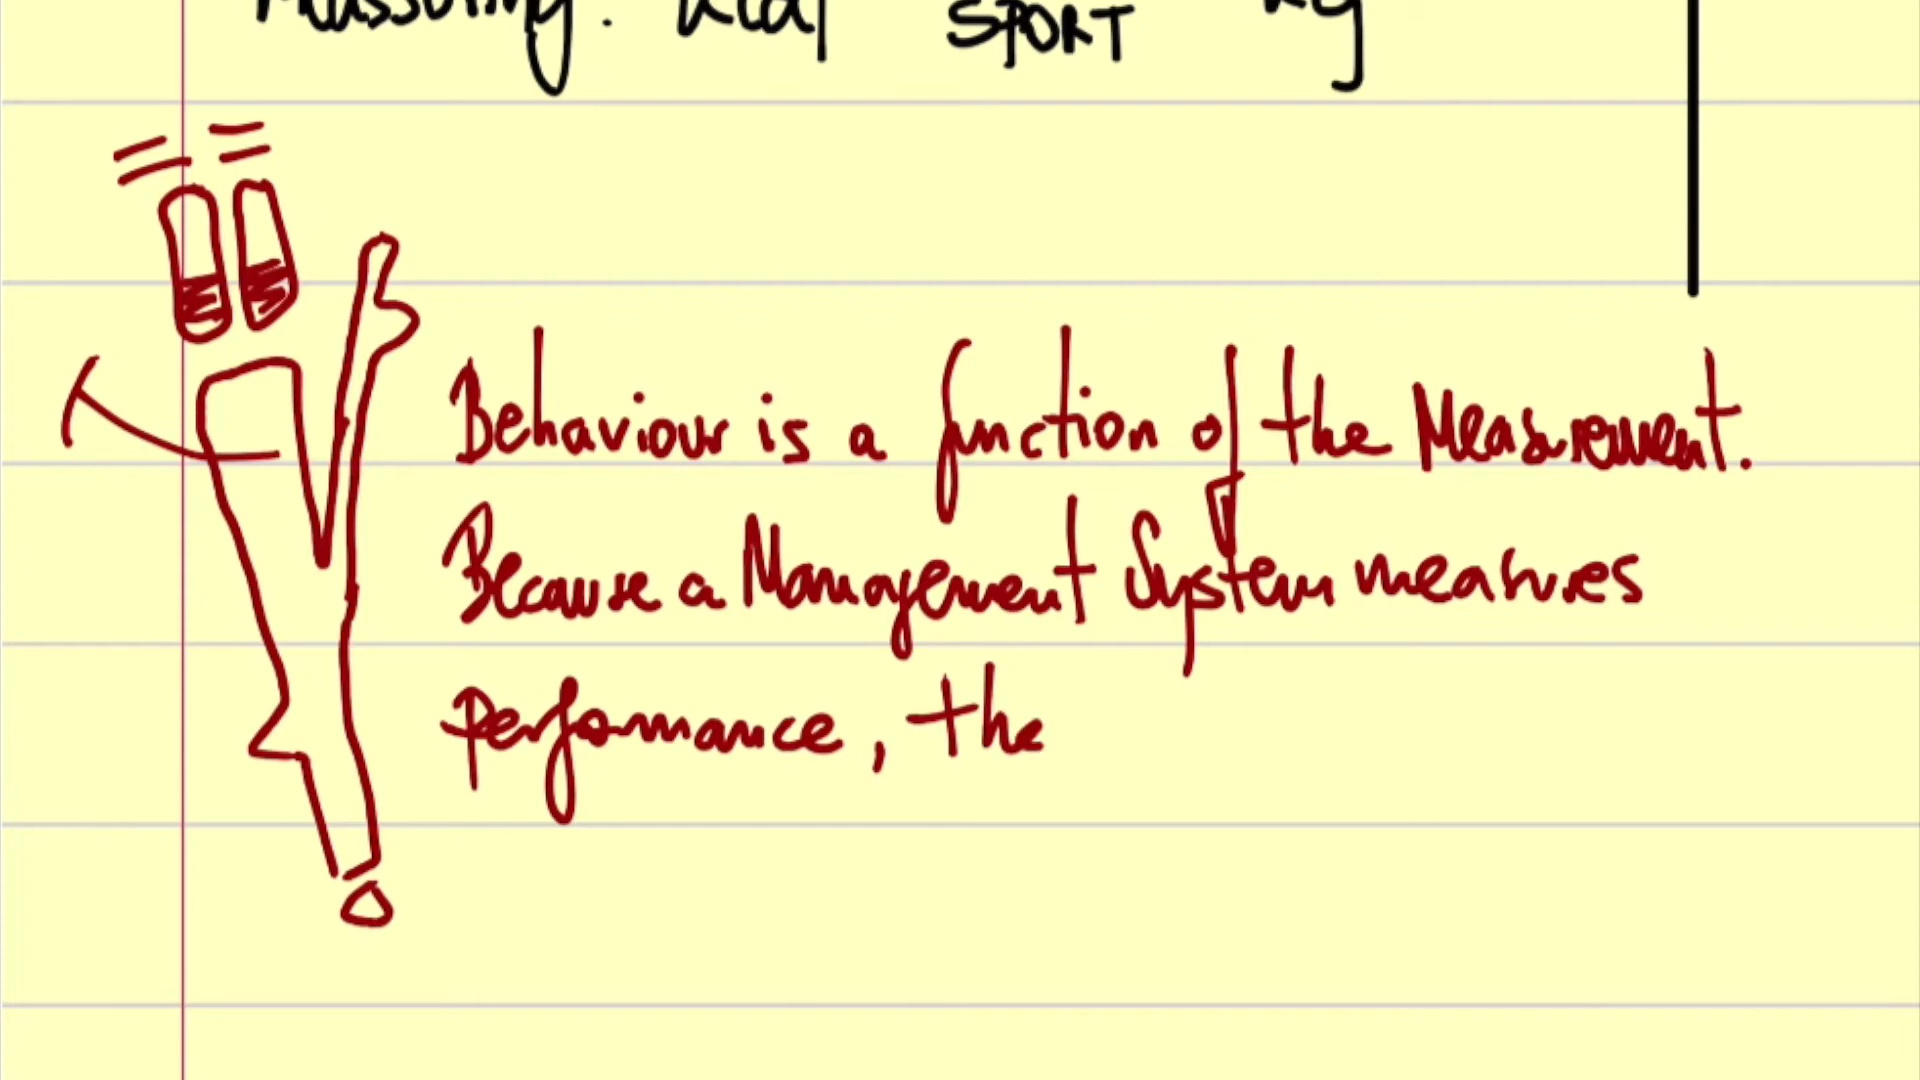 SPORT
Behaviour is a function of the Measurement.
Because a Management System measures
performance, the